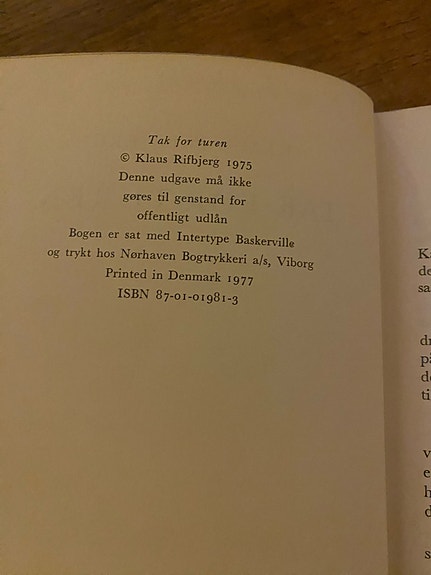 Tak for turen
© Klaus Rifbjerg 1975
Denne udgave må ikke
gøres til genstand for
offentligt udlån
Bogen er sat med Intertype Baskerville
og trykt hos Nørhaven Bogtrykkeri a/s, Viborg
Printed in Denmark 1977
ISBN 87-01-01981-3